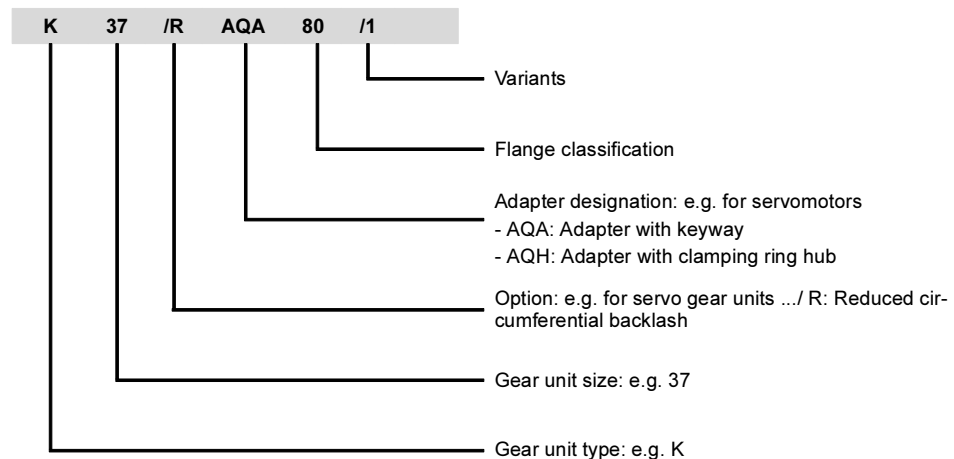 K 37 /R AQA 80 /1
Variants
Flange classification
Adapter designation: e.g. for servomotors
- AQA: Adapter with keyway
- AQH: Adapter with clamping ring hub
Option: e.g. for servo gear units .../ R: Reduced cir-
cumferential backlash
Gear unit size: e.g. 37
Gear unit type: e.g. K